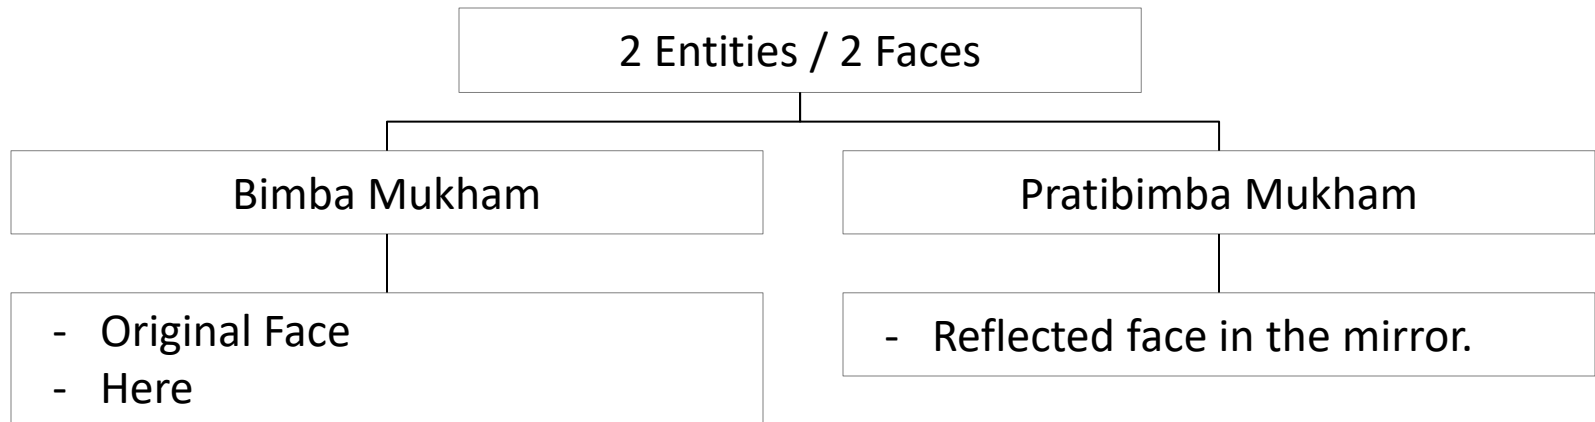 2 Entities / 2 Faces
Bimba Mukham
Pratibimba Mukham
- Original Face
- Here
- Reflected face in the mirror.